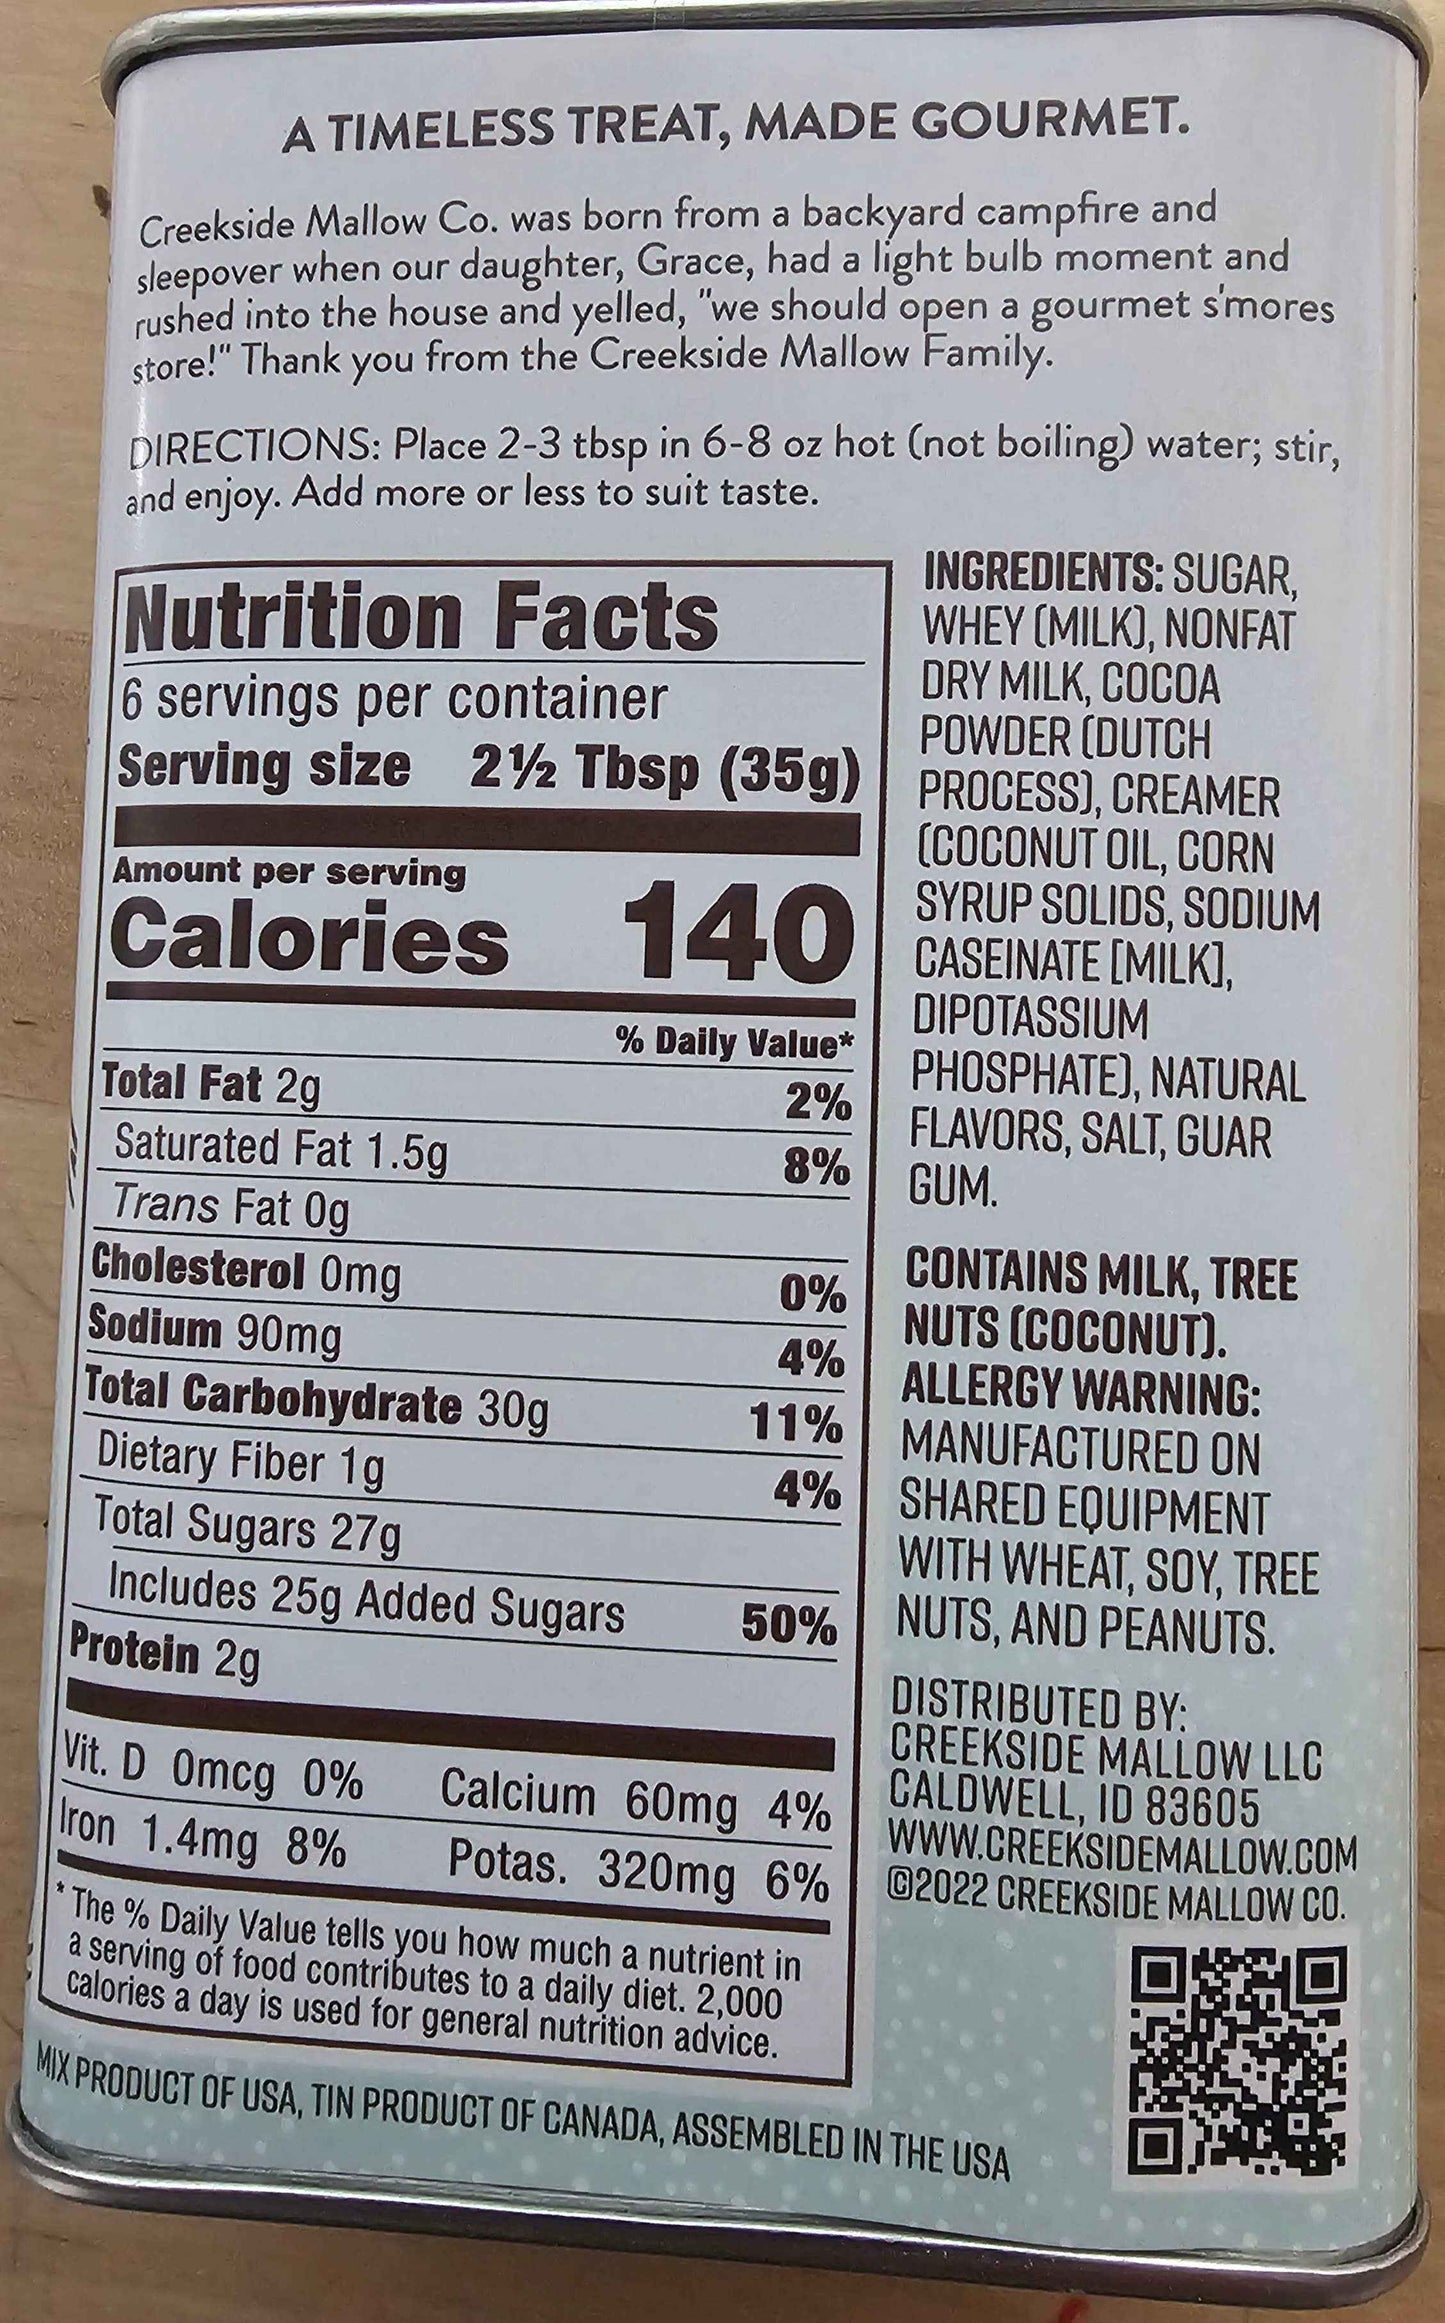 A TIMELESS TREAT, MADE GOURMET.
Creekside Mallow Co. was born from a backyard campfire and
sleepover when our daughter, Grace, had a light bulb moment and
rushed into the house and yelled, "we should open a gourmet s'mores
store!" Thank you from the Creekside Mallow Family.
DIRECTIONS: Place 2-3 tbsp in 6-8 oz hot (not boiling) water; stir,
and enjoy. Add more or less to suit taste.
Nutrition Facts
6 servings per container
Serving size 2½ Tbsp (35g)
Amount per serving
Calories 140
% Daily Value*
Total Fat 2g 2%
Saturated Fat 1.5g 8%
Trans Fat 0g
Cholesterol 0mg 0%
Sodium 90mg 4%
Total Carbohydrate 30g 11%
Dietary Fiber 1g 4%
Total Sugars 27g
Includes 25g Added Sugars 50%
Protein 2g
Vit. D 0mcg 0% Calcium 60mg 4%
Iron 1.4mg 8% Potas. 320mg 6%
* The % Daily Value tells you how much a nutrient in
a serving of food contributes to a daily diet. 2,000
calories a day is used for general nutrition advice.
INGREDIENTS: SUGAR,
WHEY (MILK), NONFAT
DRY MILK, COCOA
POWDER (DUTCH
PROCESS), CREAMER
(COCONUT OIL, CORN
SYRUP SOLIDS, SODIUM
CASEINATE [MILK],
DIPOTASSIUM
PHOSPHATE), NATURAL
FLAVORS, SALT, GUAR
GUM.
CONTAINS MILK, TREE
NUTS (COCONUT).
ALLERGY WARNING:
MANUFACTURED ON
SHARED EQUIPMENT
WITH WHEAT, SOY, TREE
NUTS, AND PEANUTS.
DISTRIBUTED BY:
CREEKSIDE MALLOW LLC
CALDWELL, ID 83605
WWW.CREEKSIDEMALLOW.COM
©2022 CREEKSIDE MALLOW CO.
MIX PRODUCT OF USA, TIN PRODUCT OF CANADA, ASSEMBLED IN THE USA